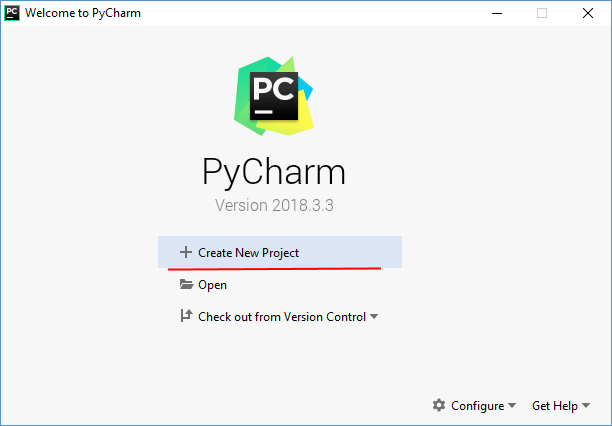 Welcome to PyCharm
PC
PyCharm
Version 2018.3.3
Create New Project
Open
Check out from Version Control
Configure Get Help